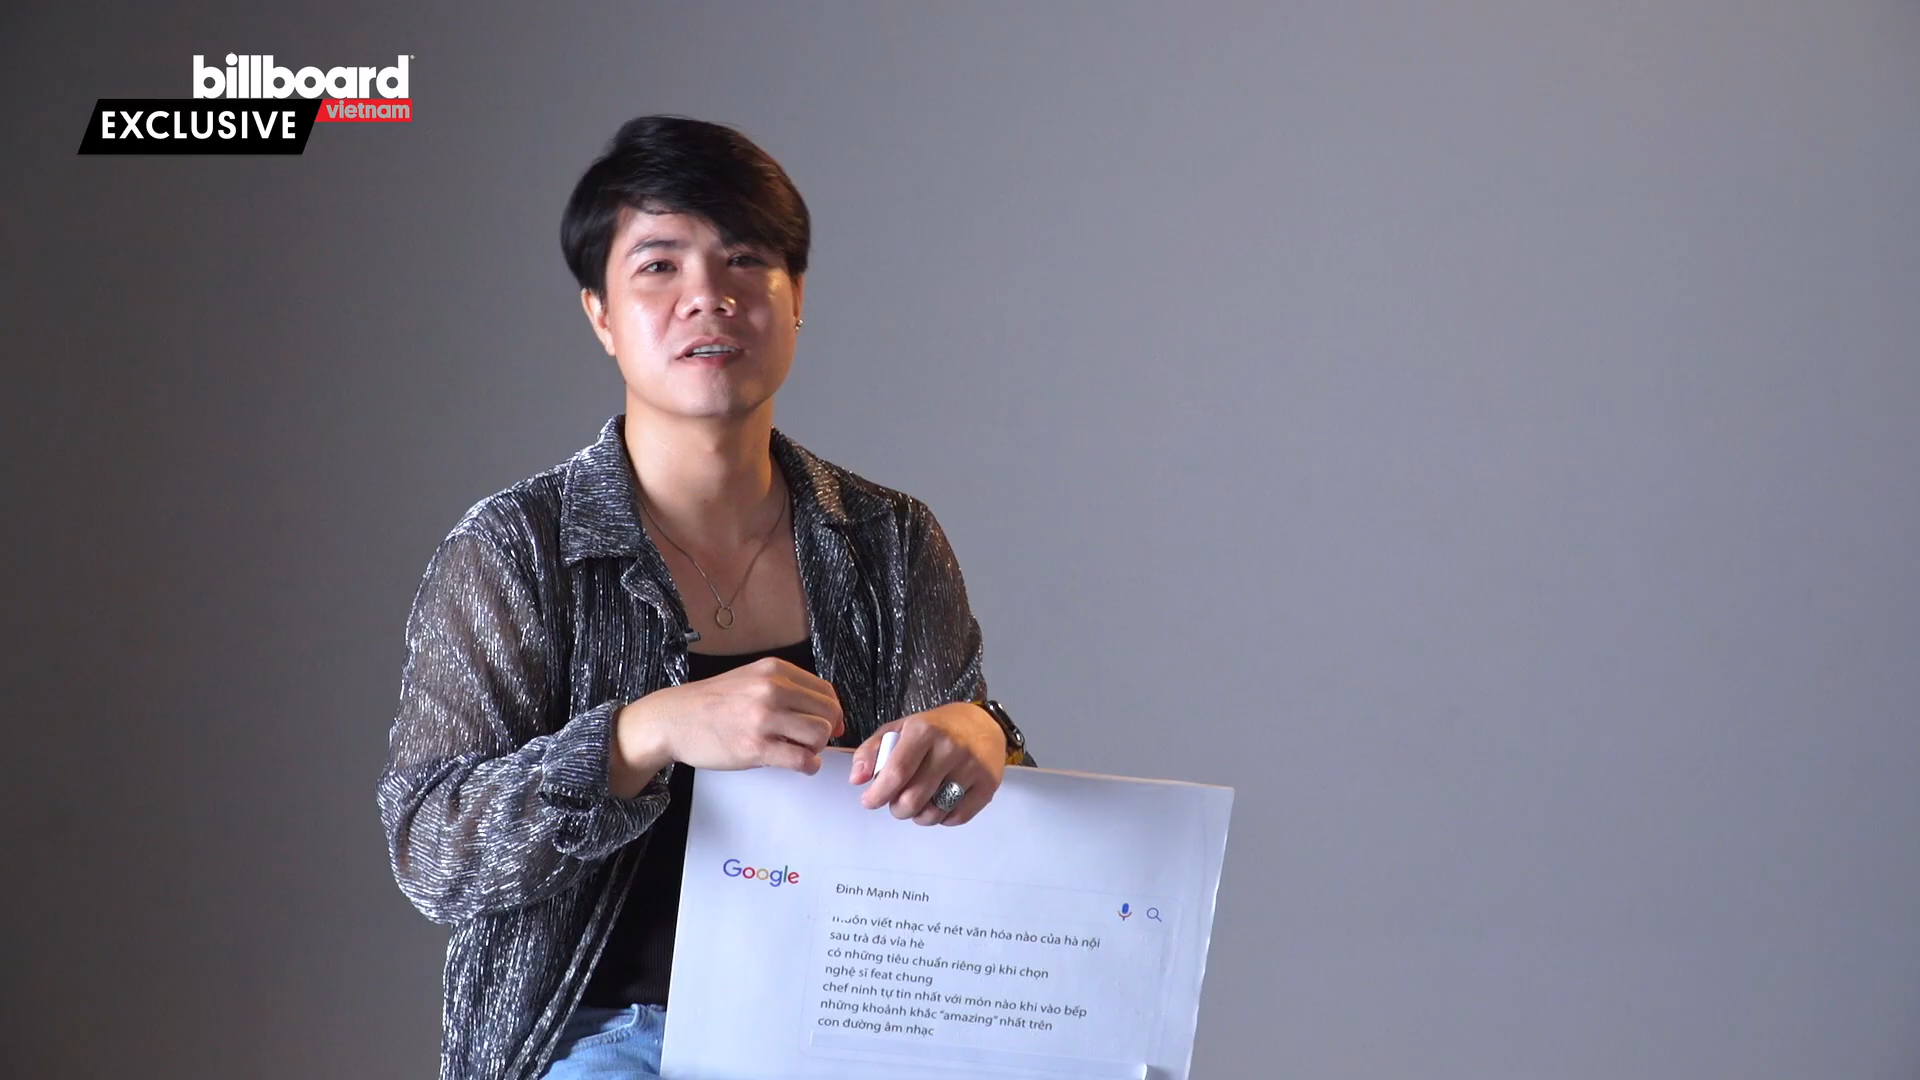 billboard
vietnam
EXCLUSIVE
Google
Đinh Mạnh Ninh
viết nhạc về nét văn hóa nào của hà nội
sau trà đá vỉa hè
có những tiêu chuẩn riêng gì khi chọn
nghệ sĩ feat chung
chef ninh tự tin nhất với món nào khi vào bếp
những khoảnh khắc "amazing" nhất trên
con đường âm nhạc